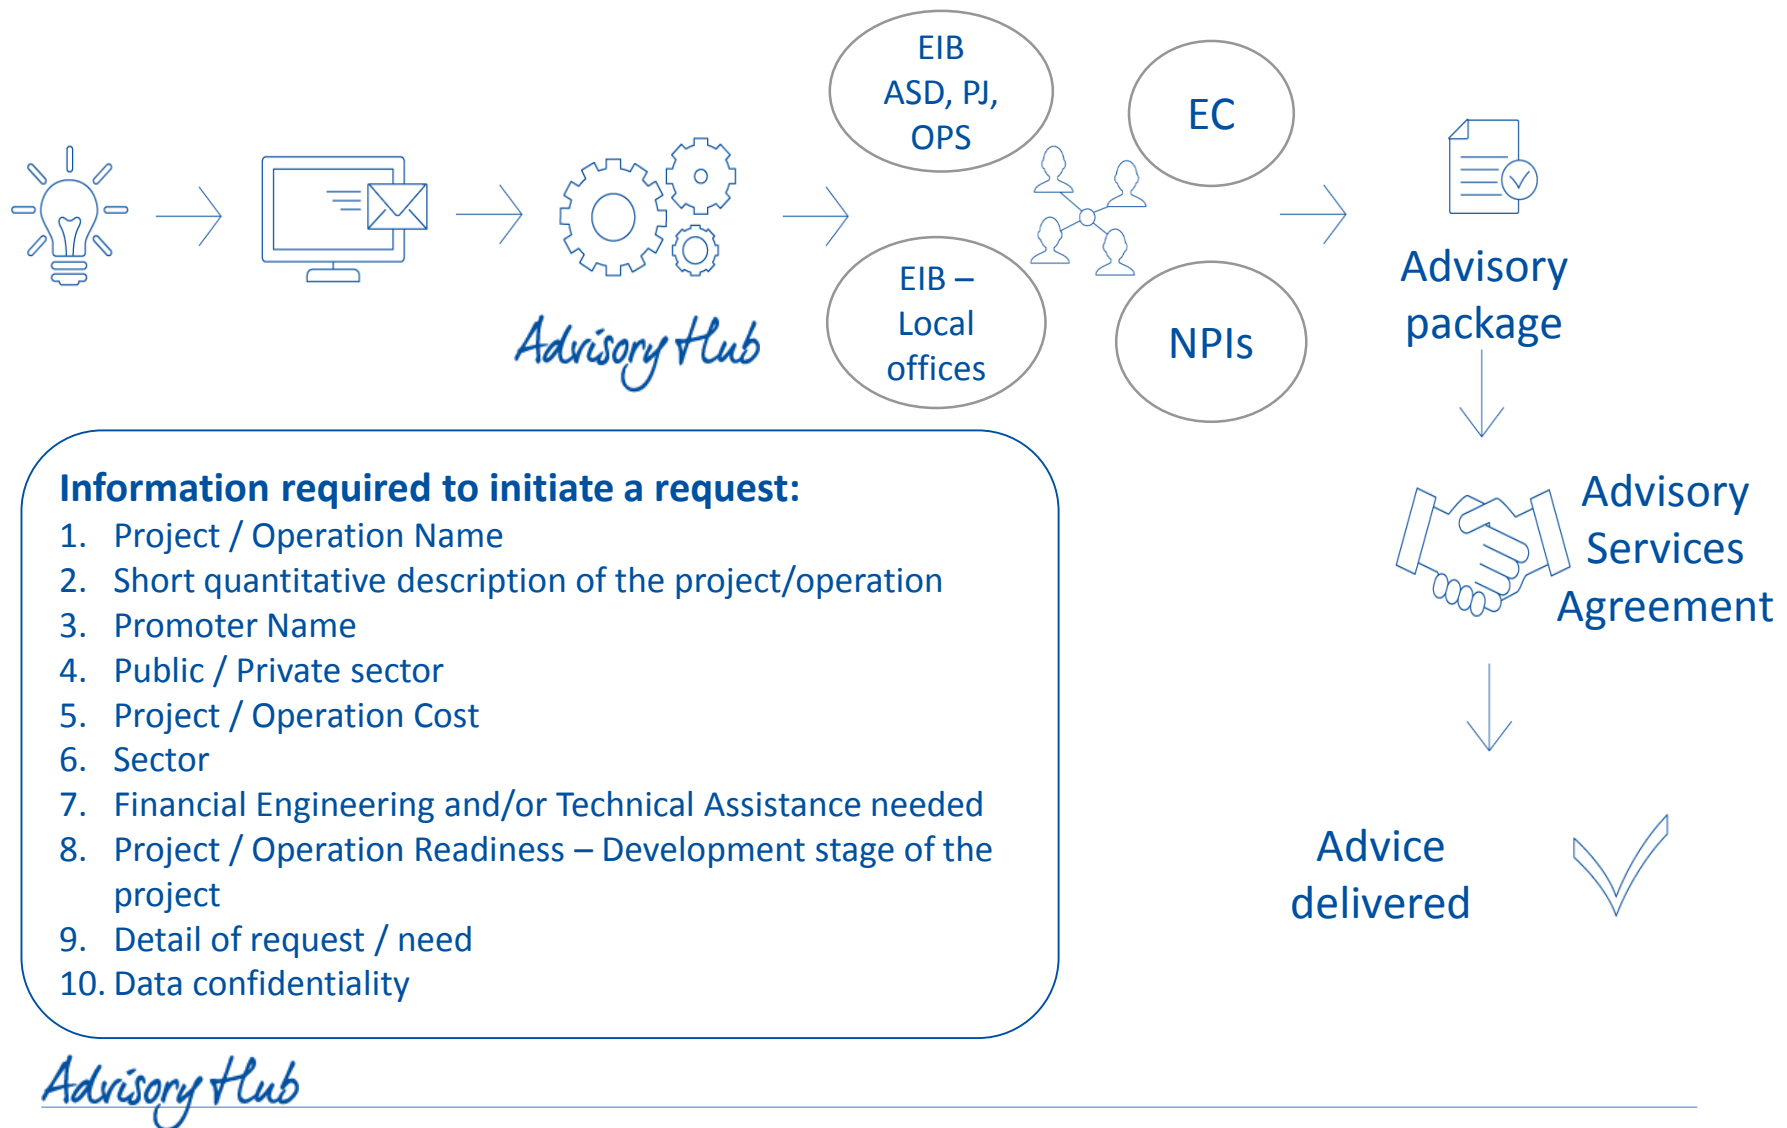 EIB
ASD, PJ,
OPS
EC
EIB –
Local
offices
NPIs
Advisory Hub
Advisory
package
Advisory
Services
Agreement
Advice
delivered
Information required to initiate a request:
1. Project / Operation Name
2. Short quantitative description of the project/operation
3. Promoter Name
4. Public / Private sector
5. Project / Operation Cost
6. Sector
7. Financial Engineering and/or Technical Assistance needed
8. Project / Operation Readiness – Development stage of the
project
9. Detail of request / need
10. Data confidentiality
Advisory Hub